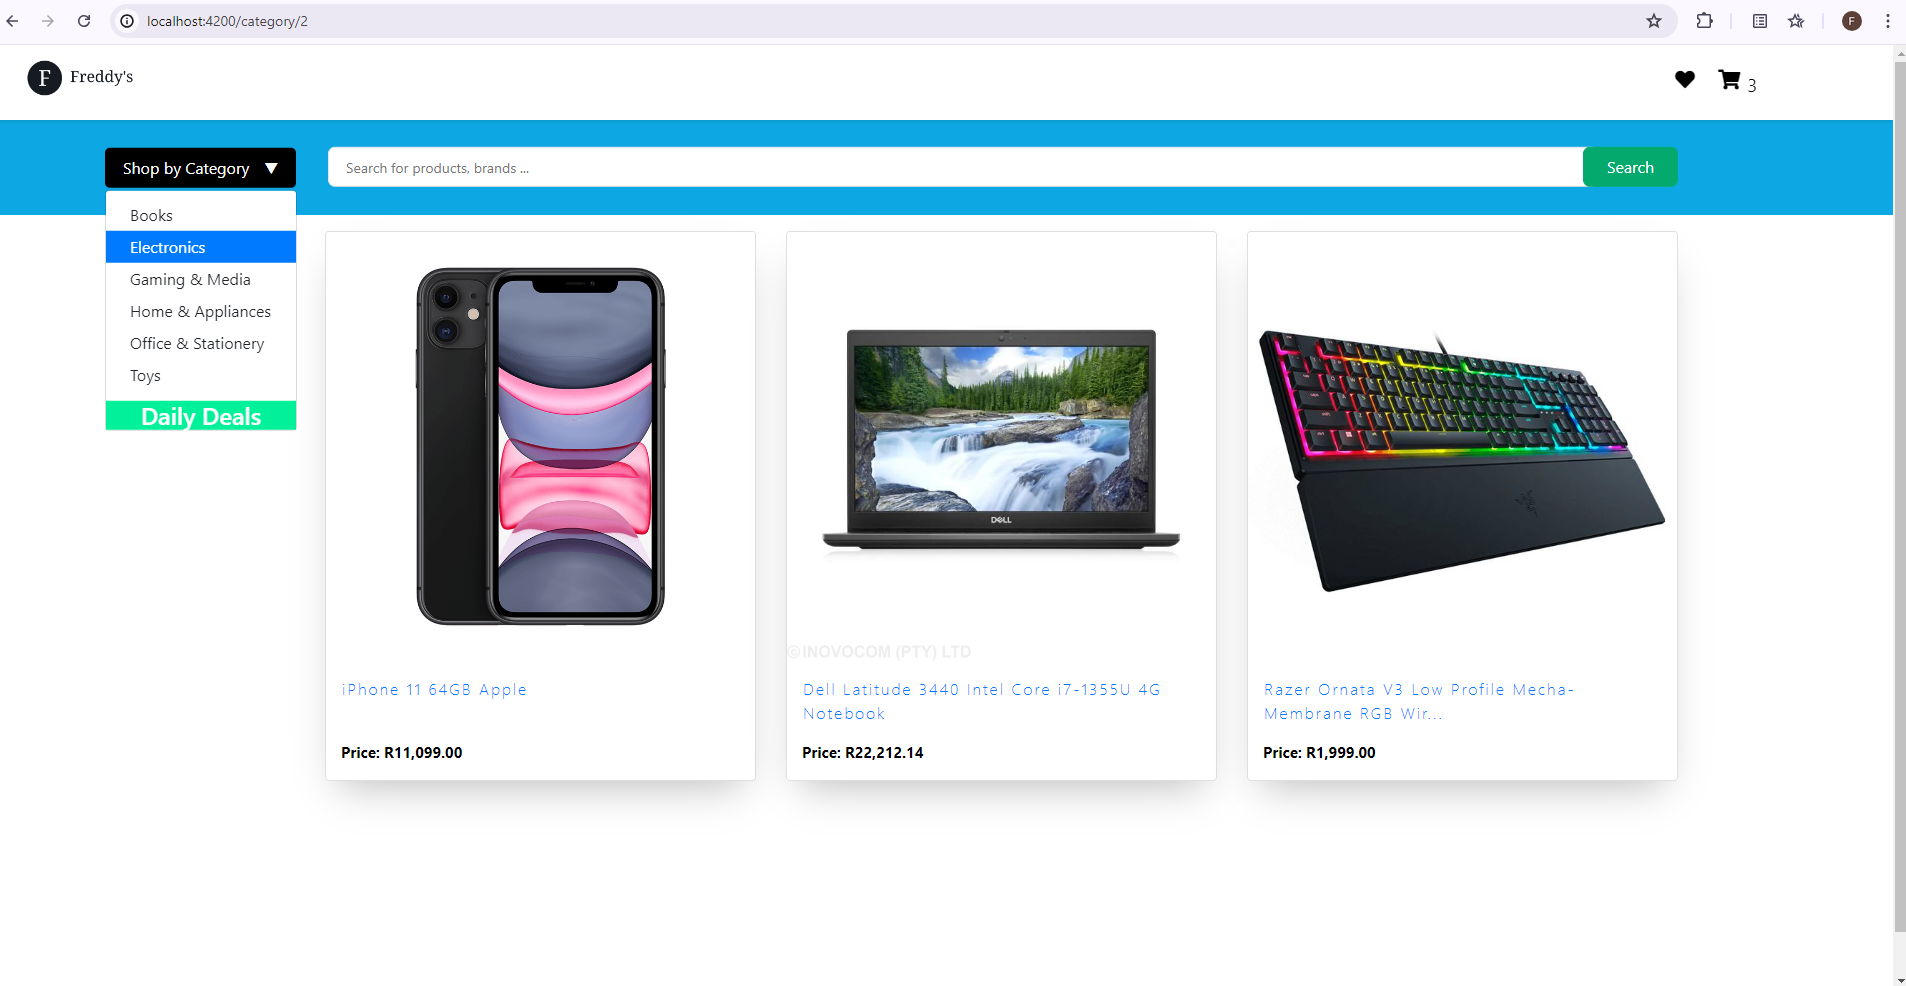 localhost:4200/category/2
F
F
Freddy's
3
Shop by Category ▼
Search for products, brands ...
Search
Books
Electronics
Gaming & Media
Home & Appliances
Office & Stationery
Toys
Daily Deals
DELL
©INOVOCOM (PTY) LTD
iPhone 11 64GB Apple
Price: R11,099.00
Dell Latitude 3440 Intel Core i7-1355U 4G
Notebook
Price: R22,212.14
Razer Ornata V3 Low Profile Mecha-
Membrane RGB Wir...
Price: R1,999.00